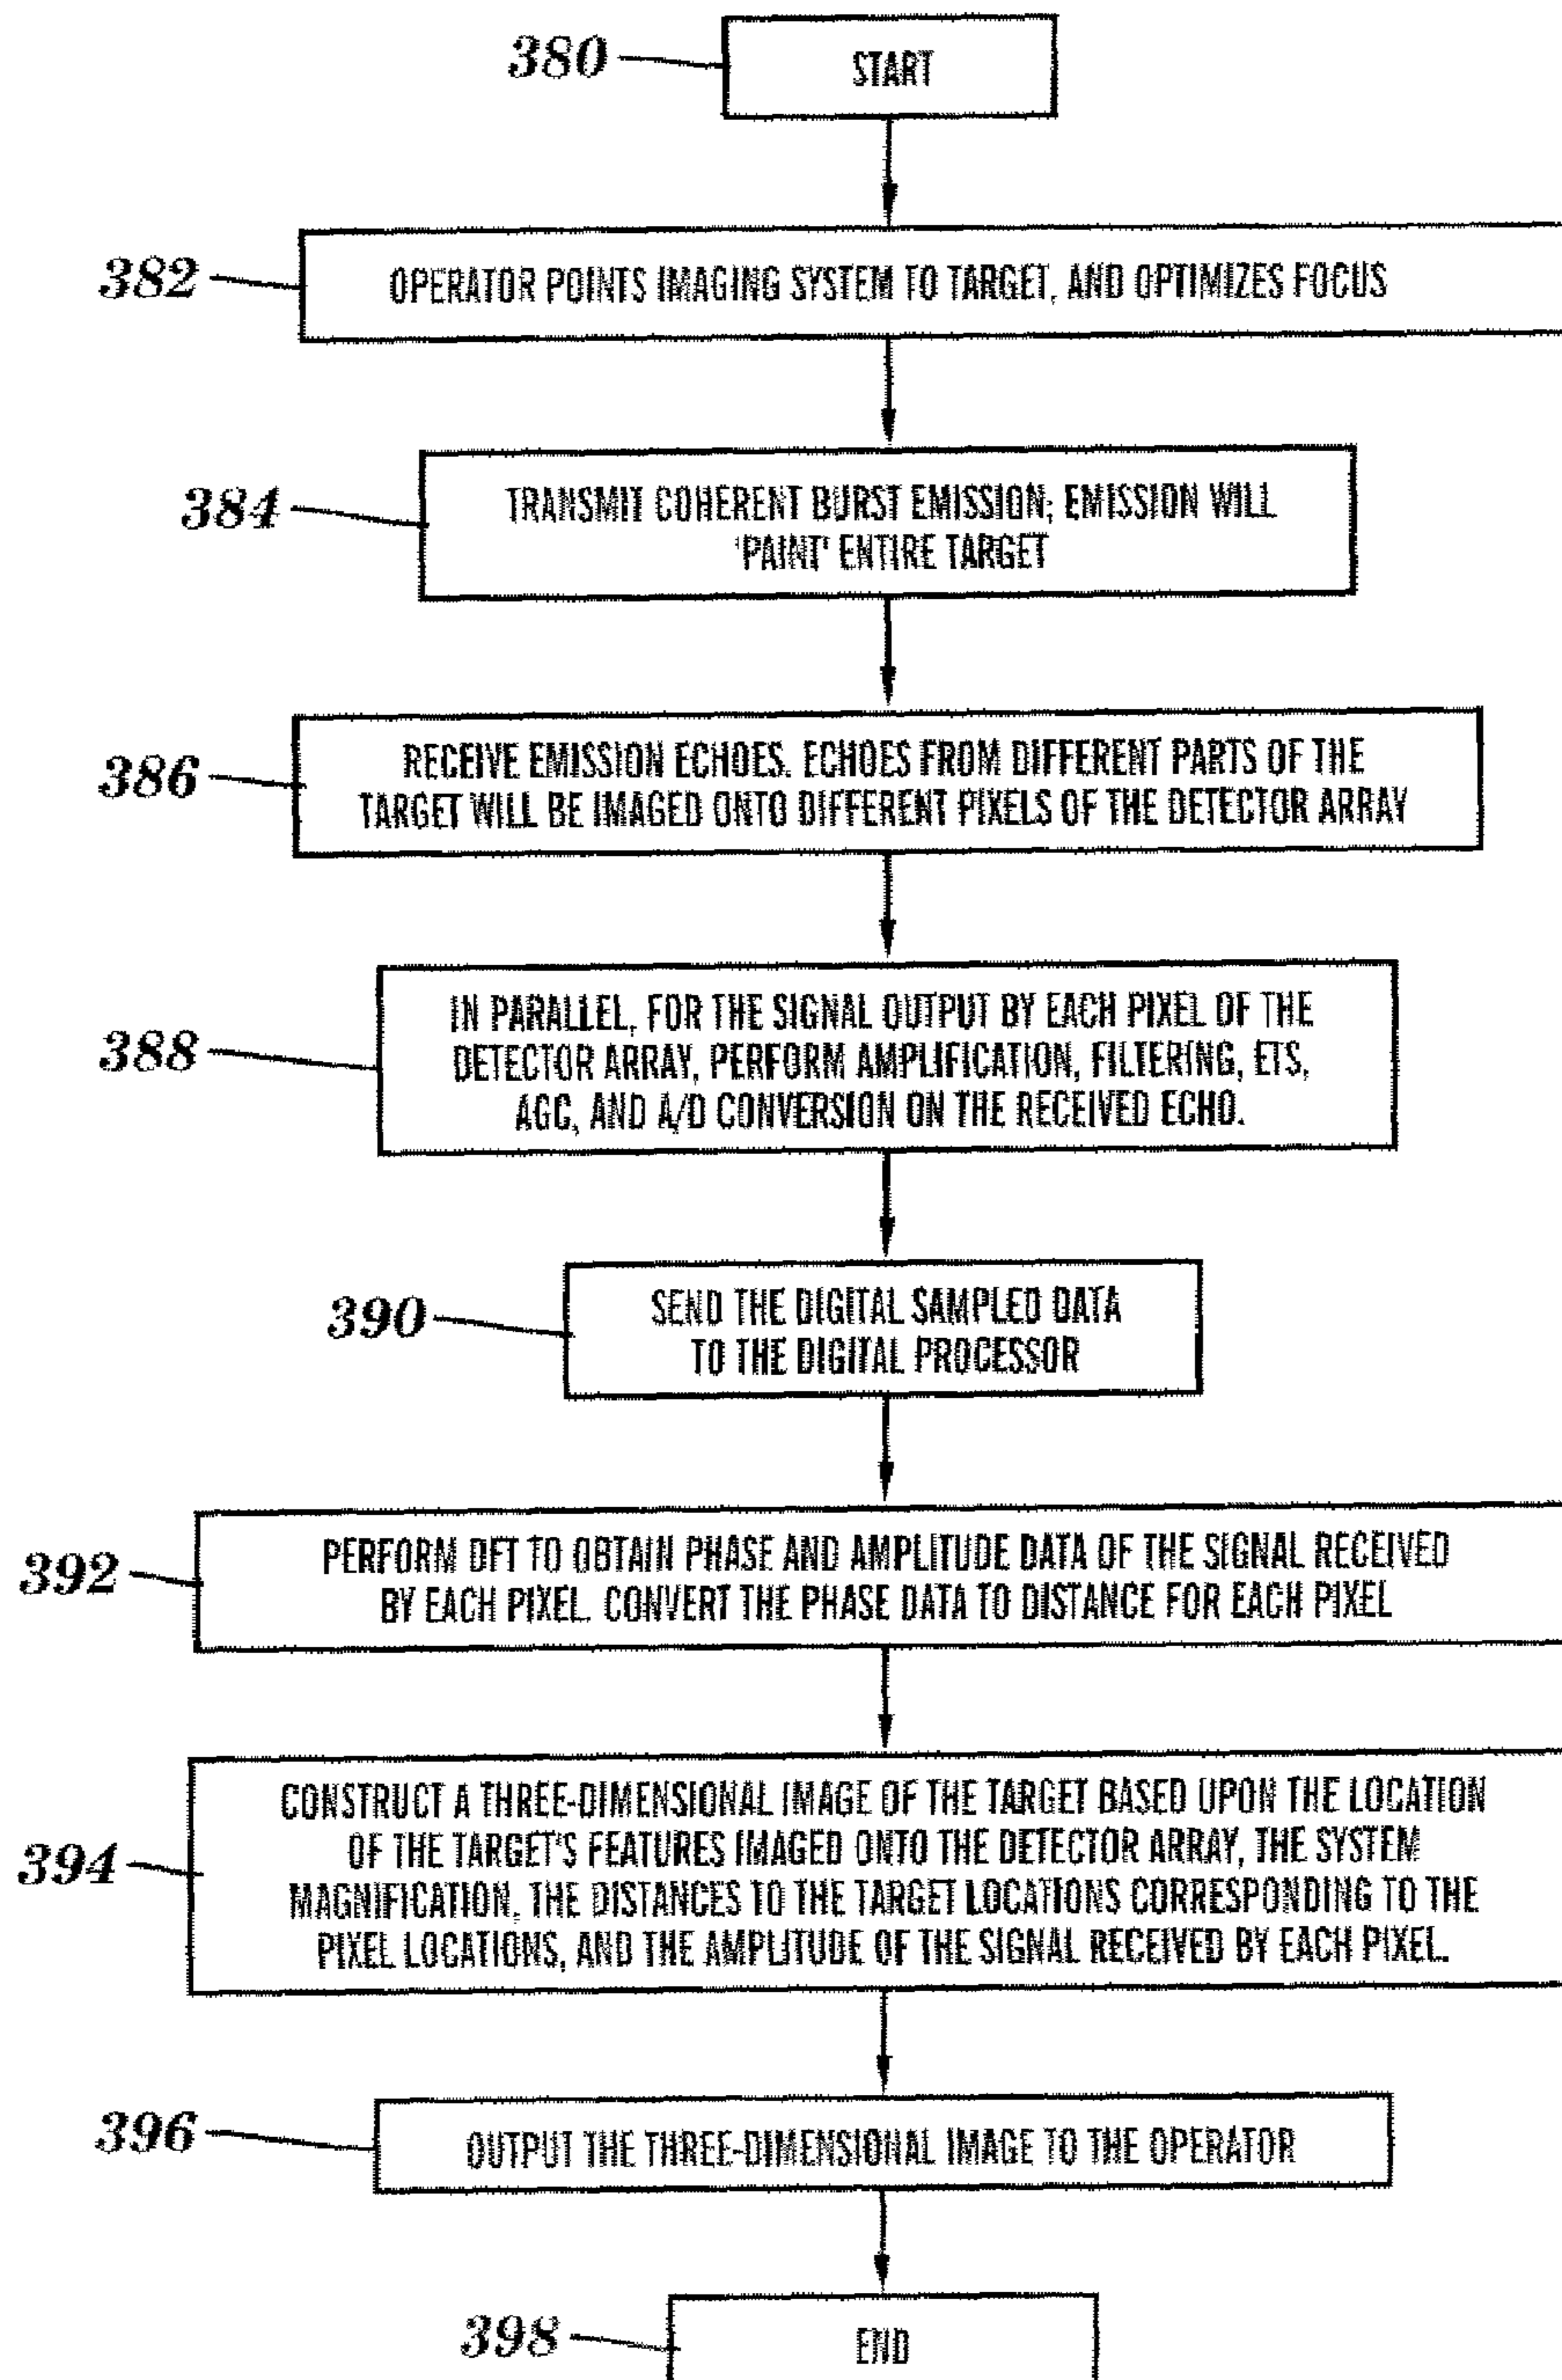 380
START
382
OPERATOR POINTS IMAGING SYSTEM TO TARGET, AND OPTIMIZES FOCUS
384
TRANSMIT COHERENT BURST EMISSION; EMISSION WILL
'PAINT' ENTIRE TARGET
386
RECEIVE EMISSION ECHOES. ECHOES FROM DIFFERENT PARTS OF THE
TARGET WILL BE IMAGED ONTO DIFFERENT PIXELS OF THE DETECTOR ARRAY
388
IN PARALLEL, FOR THE SIGNAL OUTPUT BY EACH PIXEL OF THE
DETECTOR ARRAY, PERFORM AMPLIFICATION, FILTERING, ETS,
AGC, AND A/D CONVERSION ON THE RECEIVED ECHO.
390
SEND THE DIGITAL SAMPLED DATA
TO THE DIGITAL PROCESSOR
392
PERFORM DFT TO OBTAIN PHASE AND AMPLITUDE DATA OF THE SIGNAL RECEIVED
BY EACH PIXEL. CONVERT THE PHASE DATA TO DISTANCE FOR EACH PIXEL
394
CONSTRUCT A THREE-DIMENSIONAL IMAGE OF THE TARGET BASED UPON THE LOCATION
OF THE TARGET'S FEATURES IMAGED ONTO THE DETECTOR ARRAY, THE SYSTEM
MAGNIFICATION, THE DISTANCES TO THE TARGET LOCATIONS CORRESPONDING TO THE
PIXEL LOCATIONS, AND THE AMPLITUDE OF THE SIGNAL RECEIVED BY EACH PIXEL.
396
OUTPUT THE THREE-DIMENSIONAL IMAGE TO THE OPERATOR
398
END